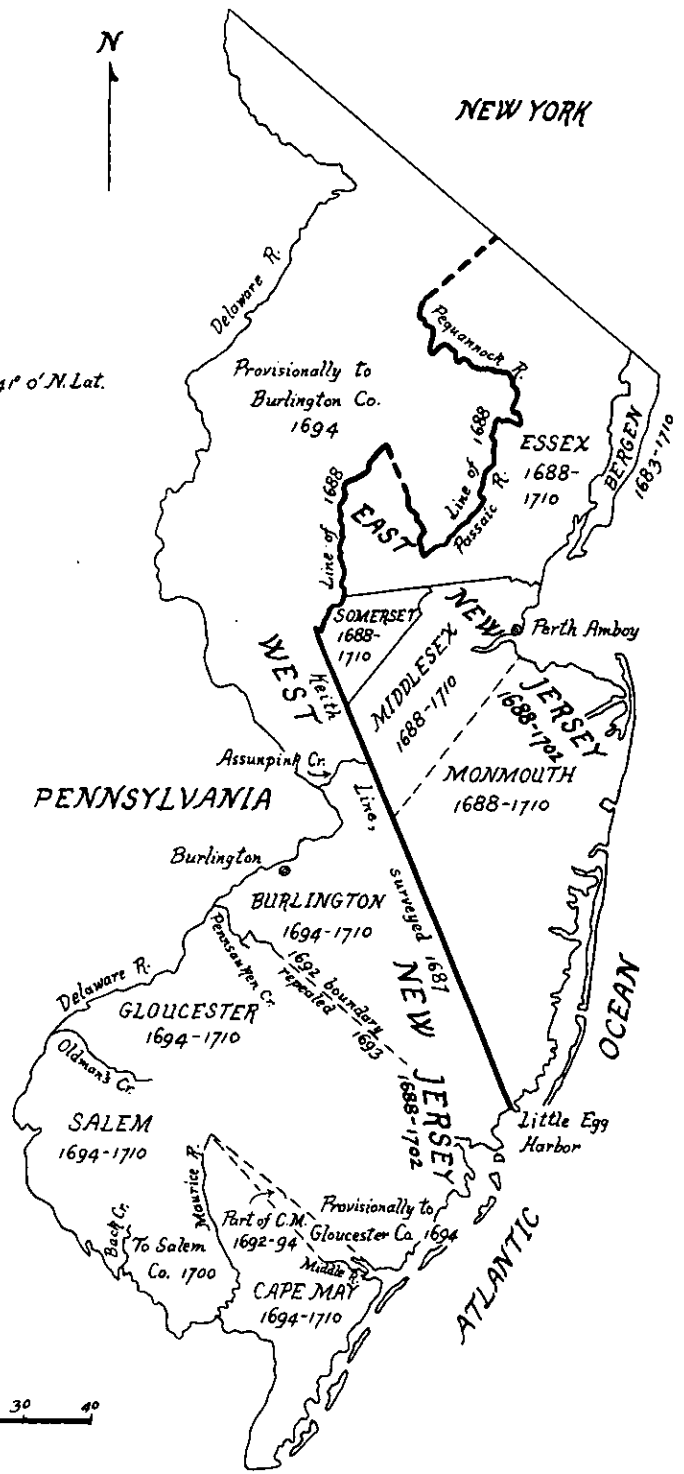 N
NEW YORK
Delaware R.
41° 0' N. Lat.
Provisionally to
Burlington Co.
1694
Pequannock R.
Line of 1688
Line of 1688
Passaic R.
ESSEX
1688-
1710
BERGEN
1683-1710
EAST
NEW
JERSEY
1688-1702
SOMERSET
1688-
1710
MIDDLESEX
1688-1710
Perth Amboy
MONMOUTH
1688-1710
WEST
NEW
JERSEY
1688-1702
Keith
Line,
surveyed 1687
Assunpink Cr.
PENNSYLVANIA
Burlington
BURLINGTON
1694-1710
Pennsauken Cr.
1692 boundary
repealed 1693
Delaware R.
GLOUCESTER
1694-1710
Oldman's Cr.
SALEM
1694-1710
Maurice R.
Back Cr.
To Salem
Co. 1700
Part of C.M.
1692-94
Provisionally to
Gloucester Co. 1694
Middle R.
CAPE MAY
1694-1710
Little Egg
Harbor
ATLANTIC
OCEAN
30 40